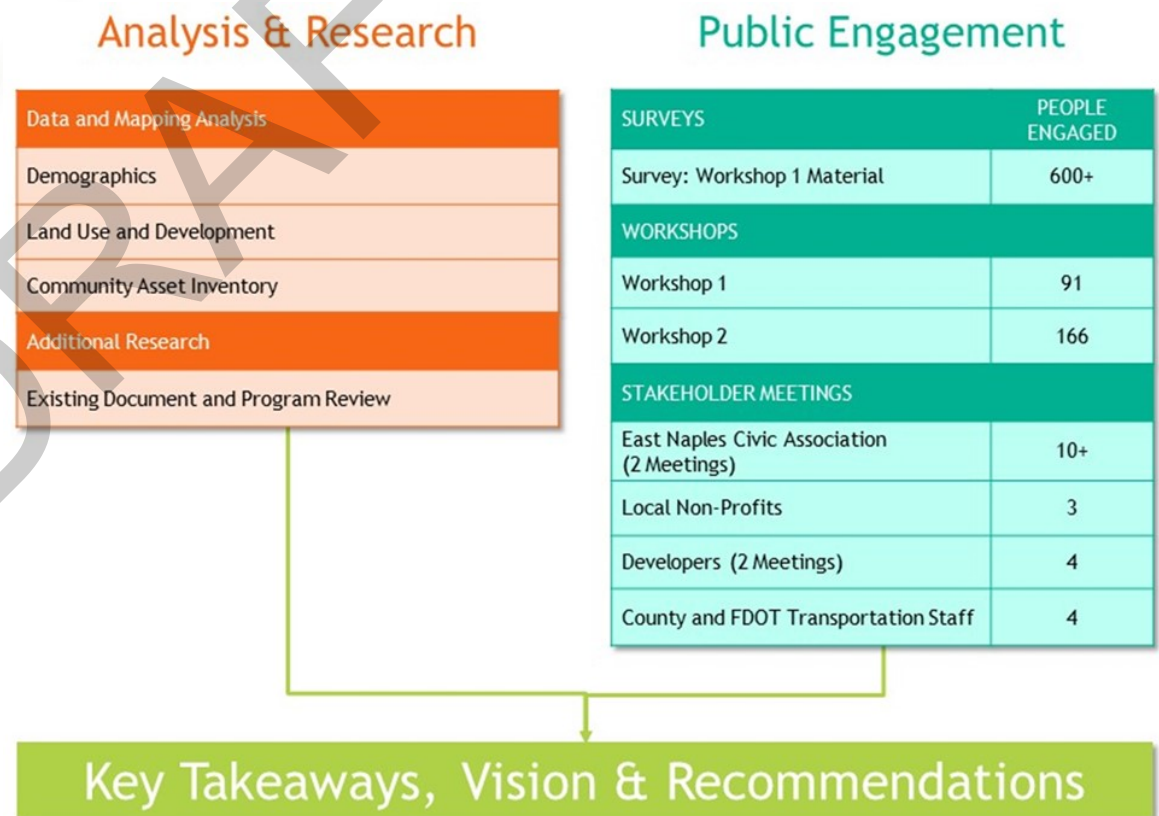 Analysis & Research
Data and Mapping Analysis
Demographics
Land Use and Development
Community Asset Inventory
Additional Research
Existing Document and Program Review
Public Engagement
SURVEYS
PEOPLE
ENGAGED
Survey: Workshop 1 Material
600+
WORKSHOPS
Workshop 1
91
Workshop 2
166
STAKEHOLDER MEETINGS
East Naples Civic Association
(2 Meetings)
10+
Local Non-Profits
3
Developers (2 Meetings)
4
County and FDOT Transportation Staff
4
Key Takeaways, Vision & Recommendations
DRAF